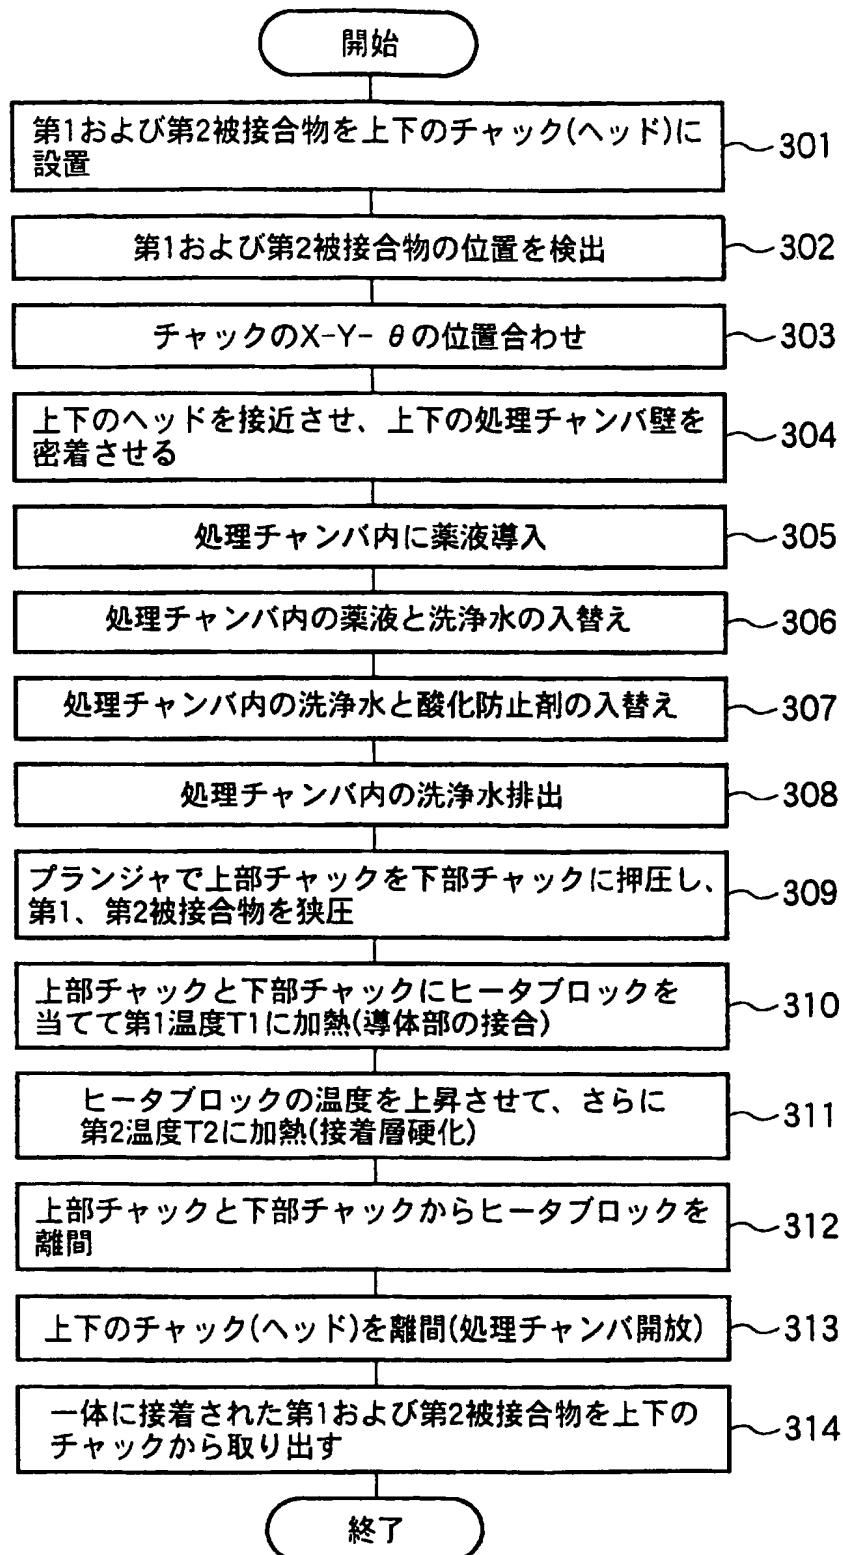 開始
第1および第2被接合物を上下のチャック(ヘッド)に
設置
301
第1および第2被接合物の位置を検出
302
チャックのX-Y- θの位置合わせ
303
上下のヘッドを接近させ、上下の処理チャンバ壁を
密着させる
304
処理チャンバ内に薬液導入
305
処理チャンバ内の薬液と洗浄水の入替え
306
処理チャンバ内の洗浄水と酸化防止剤の入替え
307
処理チャンバ内の洗浄水排出
308
プランジャで上部チャックを下部チャックに押圧し、
第1、第2被接合物を狭圧
309
上部チャックと下部チャックにヒータブロックを
当てて第1温度T1に加熱(導体部の接合)
310
ヒータブロックの温度を上昇させて、さらに
第2温度T2に加熱(接着層硬化)
311
上部チャックと下部チャックからヒータブロックを
離間
312
上下のチャック(ヘッド)を離間(処理チャンバ開放)
313
一体に接着された第1および第2被接合物を上下の
チャックから取り出す
314
終了